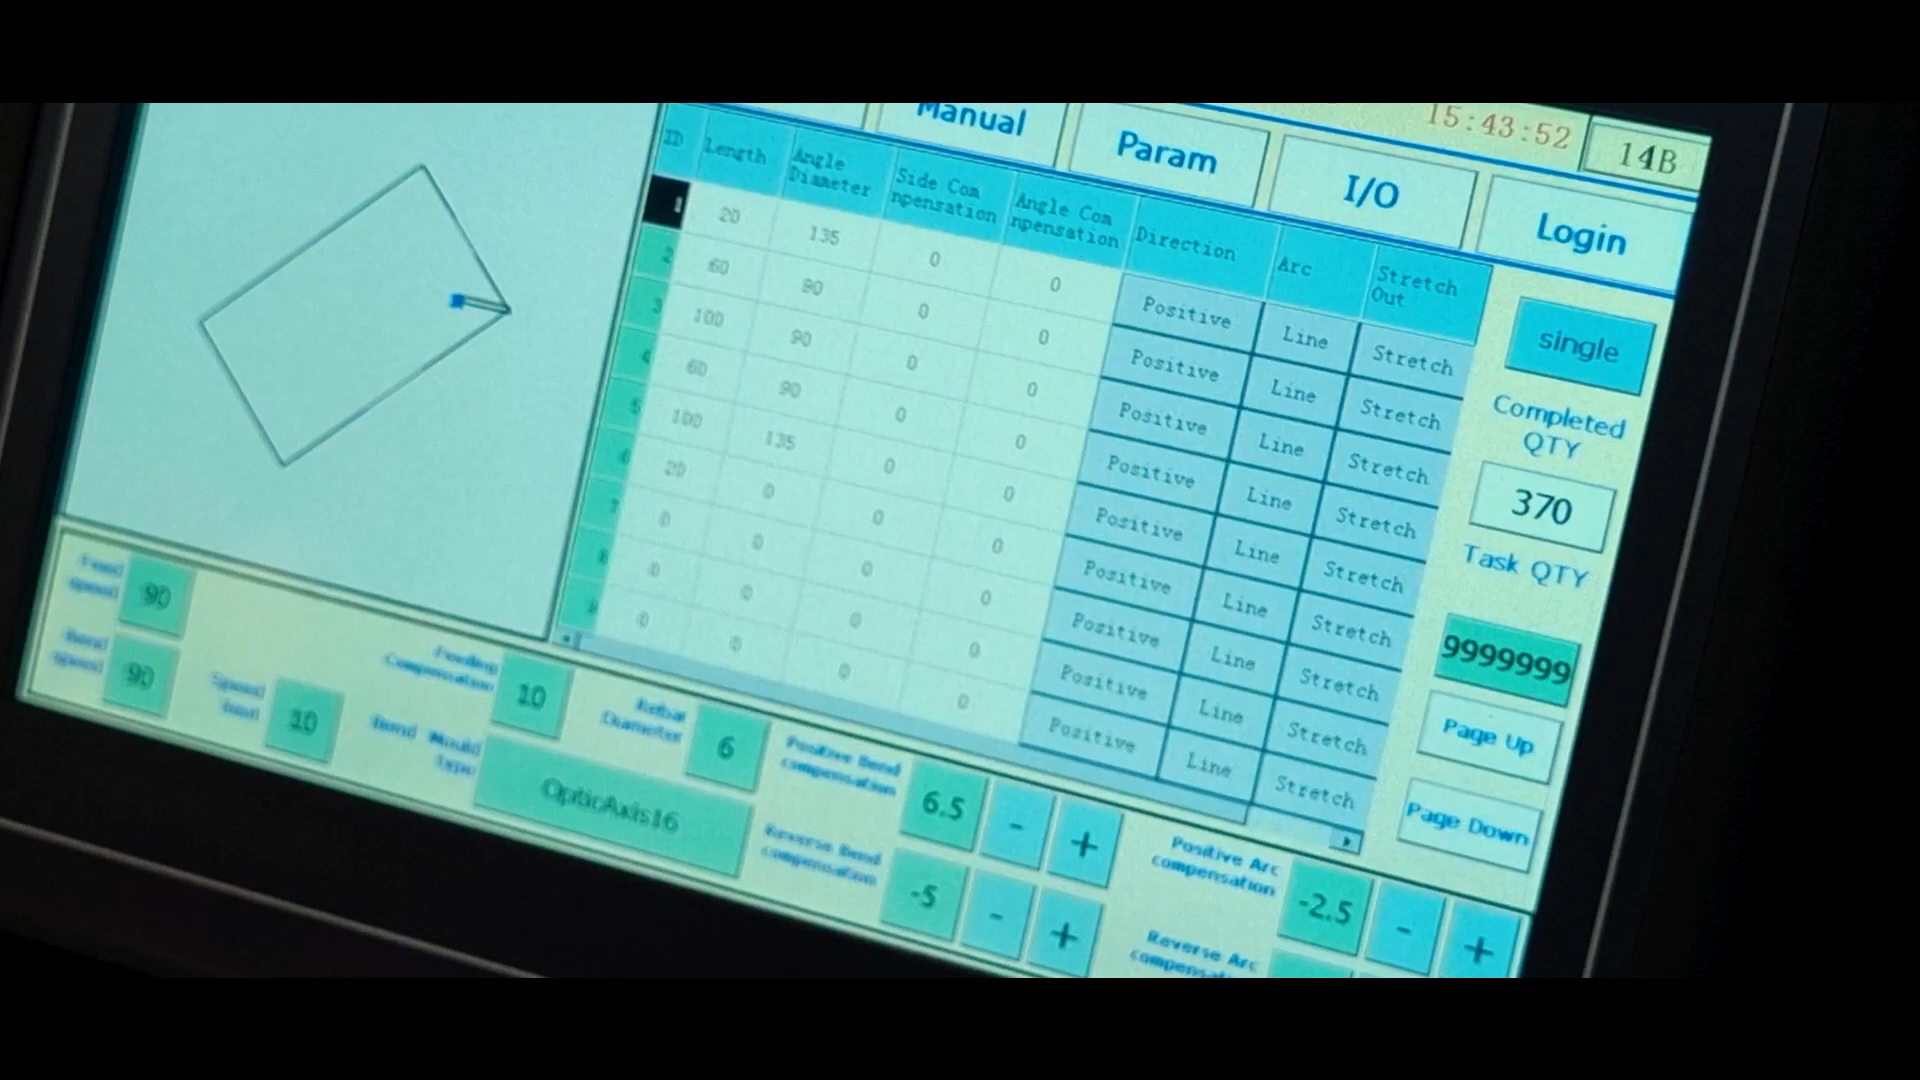 15:43:52
14B
Manual
Param
I/O
Login
ID
Length
Angle
Diameter
Side Com
npensation
Angle Com
npensation
Direction
Arc
Stretch
Out
1 20 135 0 0 Positive Line Stretch
2 60 90 0 0 Positive Line Stretch
3 100 90 0 0 Positive Line Stretch
4 60 90 0 0 Positive Line Stretch
5 100 135 0 0 Positive Line Stretch
6 20 0 0 0 Positive Line Stretch
7 0 0 0 0 Positive Line Stretch
8 0 0 0 0 Positive Line Stretch
9 0 0 0 0 Positive Line Stretch
single
Completed
QTY
370
Task QTY
9999999
Page Up
Page Down
Feed
Speed
90
Bend
Speed
90
Speed
10
Feeding
Compensation
10
Bend Mould
Type
OpticAxis16
Rebar
Diameter
6
Positive Bend
compensation
6.5
-
+
Reverse Bend
compensation
-5
-
+
Positive Arc
compensation
-2.5
-
+
Reverse Arc